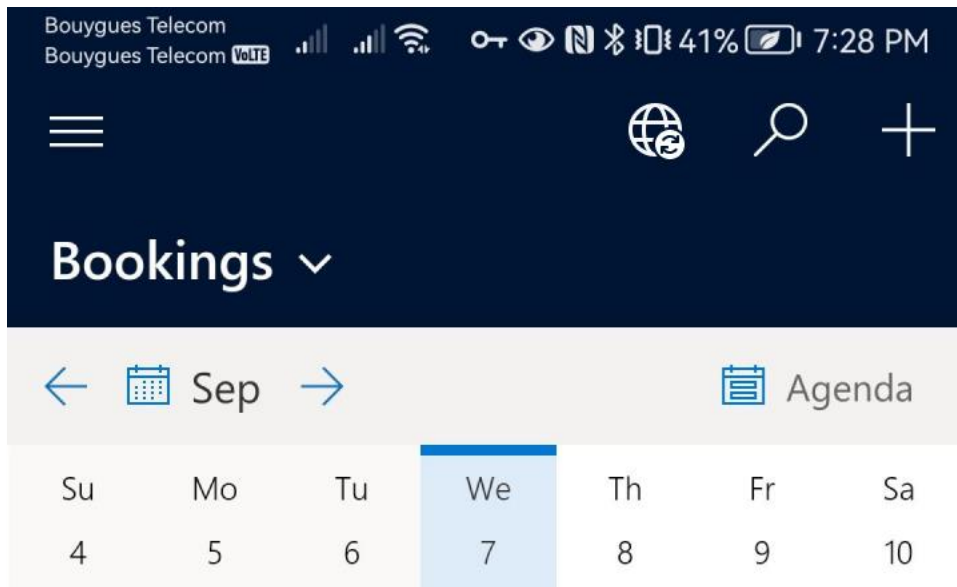 Bouygues Telecom
Bouygues Telecom VoLTE 41% 7:28 PM
Bookings
Sep Agenda
Su Mo Tu We Th Fr Sa
4 5 6 7 8 9 10